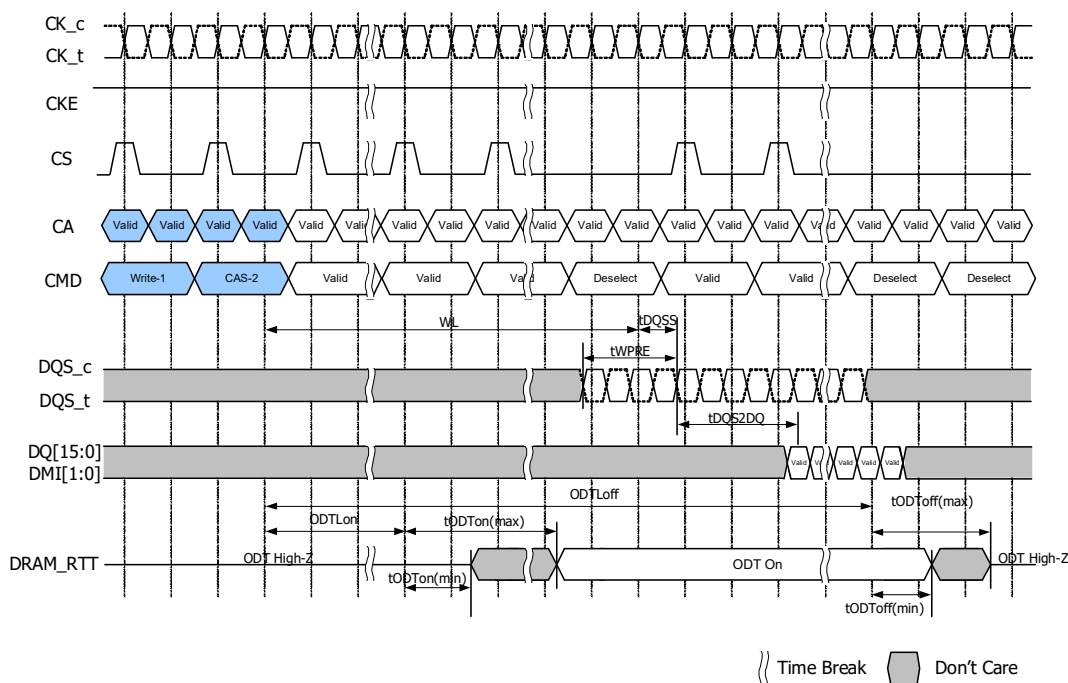 CK_c
CK_t
CKE
CS
CA Valid Valid Valid Valid Valid Valid Valid Valid Valid Valid Valid Valid Valid Valid Valid Valid Valid Valid Valid Valid
CMD Write-1 CAS-2 Valid Valid Valid Deselect Valid Valid Deselect Deselect
WL tDQSS
tWPRE
DQS_c
DQS_t
tDQS2DQ
DQ[15:0]
DMI[1:0]
Valid Valid Valid Valid Valid
ODTLoff tODToff(max)
ODTLon tODTon(max)
DRAM_RTT ODT High-Z ODT On ODT High-Z
tODTon(min)
tODToff(min)
Time Break Don't Care